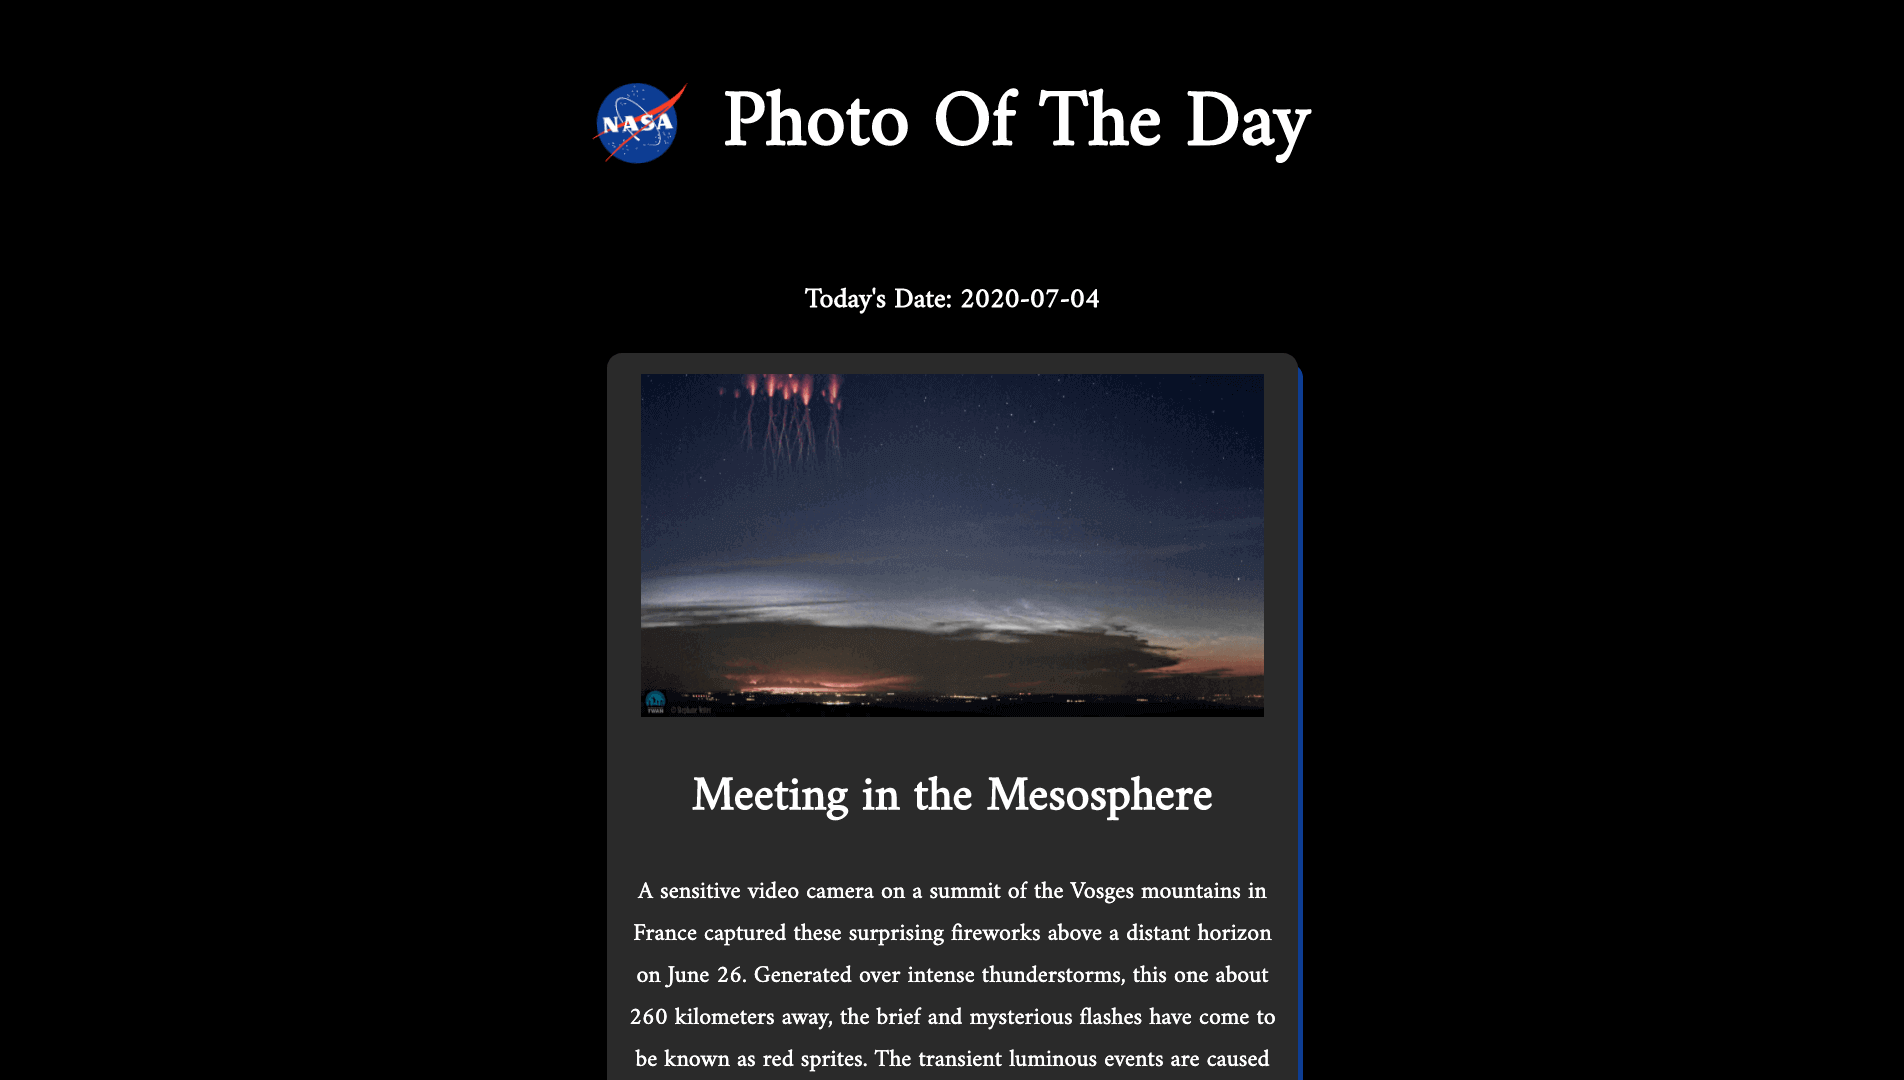 NASA
Photo Of The Day
Today's Date: 2020-07-04
Meeting in the Mesosphere
A sensitive video camera on a summit of the Vosges mountains in
France captured these surprising fireworks above a distant horizon
on June 26. Generated over intense thunderstorms, this one about
260 kilometers away, the brief and mysterious flashes have come to
be known as red sprites. The transient luminous events are caused